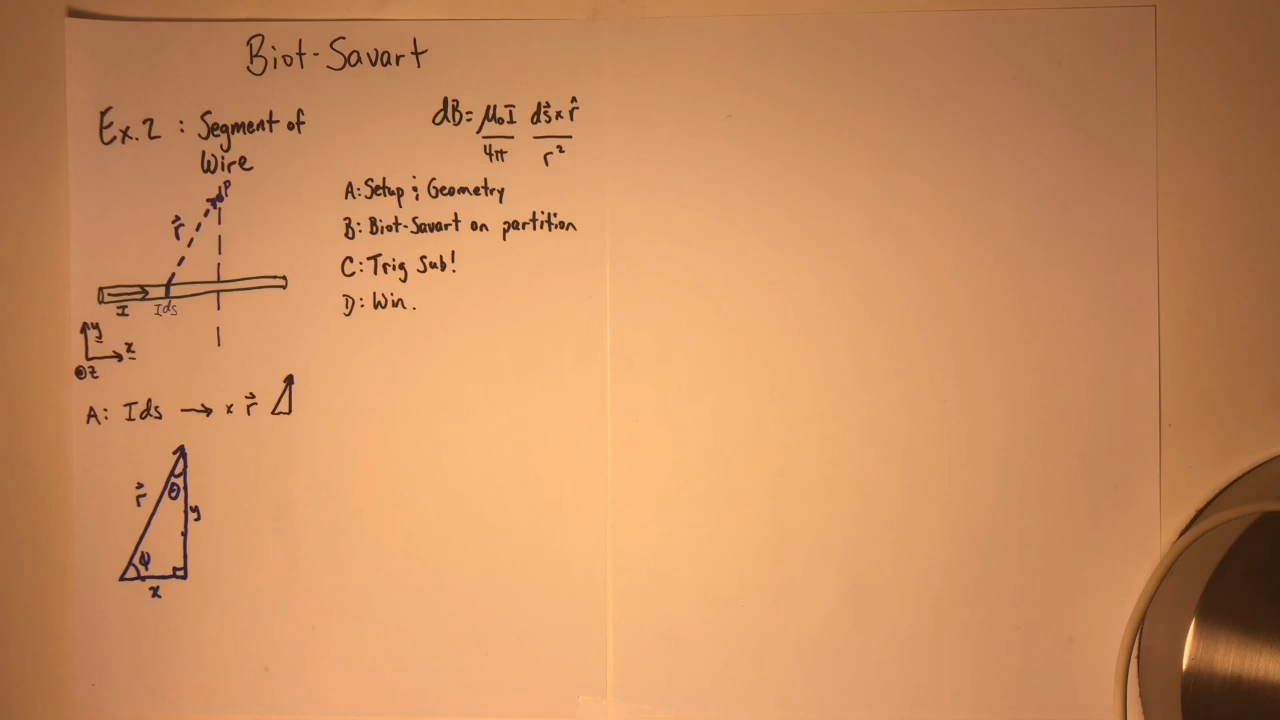 Biot-Savart
Ex.2 : Segment of
Wire
dB = μ₀I/4π ds⃗ x r̂/r²
A: Setup & Geometry
B: Biot-Savart on partition
C: Trig Sub!
D: Win.
P
r⃗
I
Ids
y
x
z
A: Ids → x r⃗
r⃗
θ
y
ψ
x